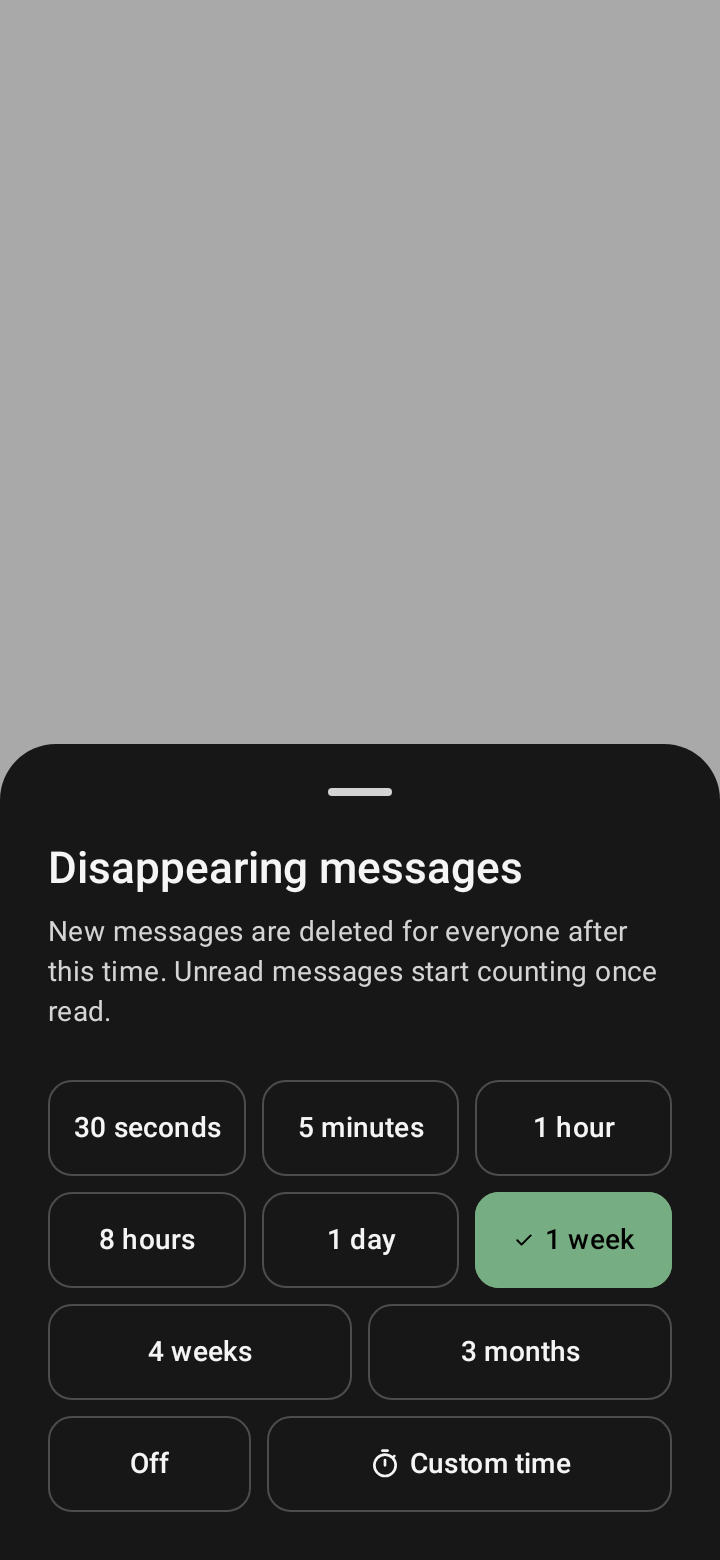 Disappearing messages
New messages are deleted for everyone after
this time. Unread messages start counting once
read.
30 seconds
5 minutes
1 hour
8 hours
1 day
1 week
4 weeks
3 months
Off
Custom time